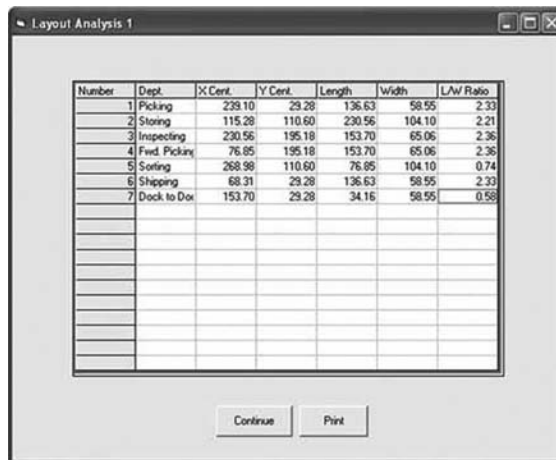 Layout Analysis 1
Number Dept. X Cent. Y Cent. Length Width L/W Ratio
1 Picking 239.10 29.28 136.63 58.55 2.33
2 Storing 115.28 110.60 230.56 104.10 2.21
3 Inspecting 230.56 195.18 153.70 65.06 2.36
4 Fwd. Picking 76.85 195.18 153.70 65.06 2.36
5 Sorting 268.98 110.60 76.85 104.10 0.74
6 Shipping 68.31 29.28 136.63 58.55 2.33
7 Dock to Doc 153.70 29.28 34.16 58.55 0.58
Continue Print